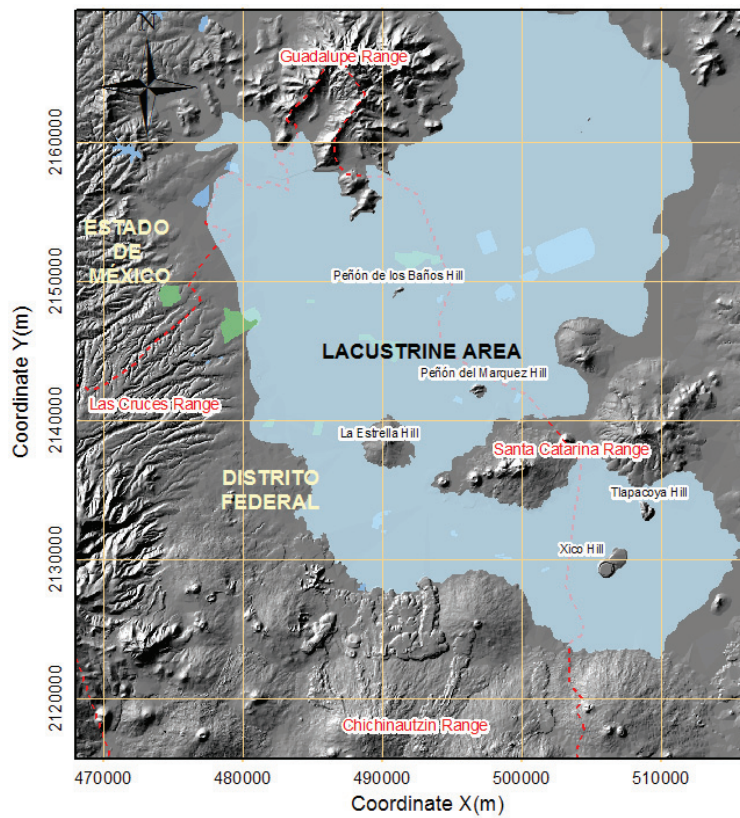 N
Guadalupe Range
2160000
ESTADO
DE
MÉXICO
Peñón de los Baños Hill
2150000
LACUSTRINE AREA
Peñón del Marquez Hill
Las Cruces Range
2140000
La Estrella Hill
Santa Catarina Range
DISTRITO
FEDERAL
Tlapacoya Hill
Xico Hill
2130000
2120000
Chichinautzin Range
Coordinate Y(m)
470000 480000 490000 500000 510000
Coordinate X(m)